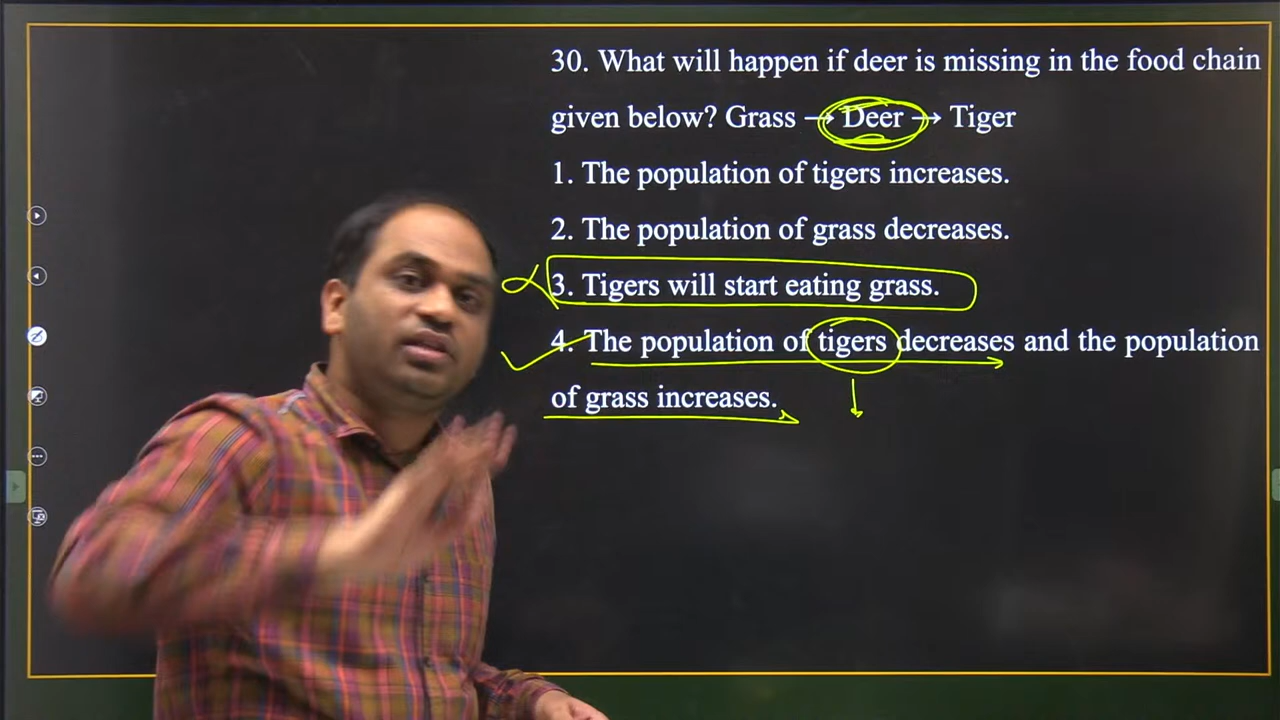 30. What will happen if deer is missing in the food chain
given below? Grass → Deer → Tiger
1. The population of tigers increases.
2. The population of grass decreases.
3. Tigers will start eating grass.
4. The population of tigers decreases and the population
of grass increases.